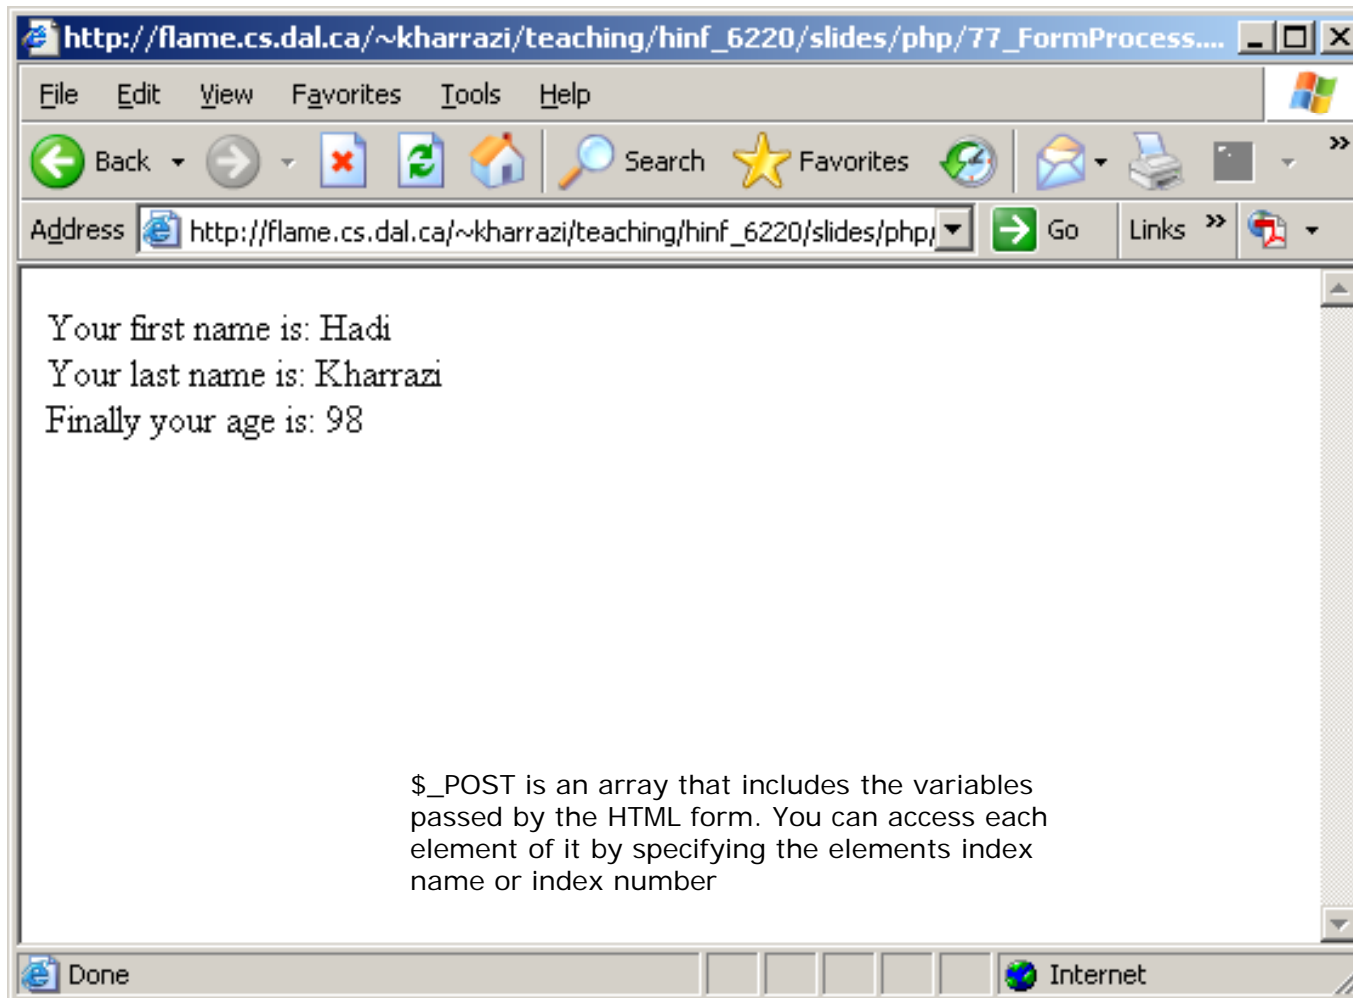 http://flame.cs.dal.ca/~kharrazi/teaching/hinf_6220/slides/php/77_FormProcess....
File Edit View Favorites Tools Help
Back Search Favorites »
Address http://flame.cs.dal.ca/~kharrazi/teaching/hinf_6220/slides/php/ Go Links »
Your first name is: Hadi
Your last name is: Kharrazi
Finally your age is: 98
$_POST is an array that includes the variables
passed by the HTML form. You can access each
element of it by specifying the elements index
name or index number
Done Internet